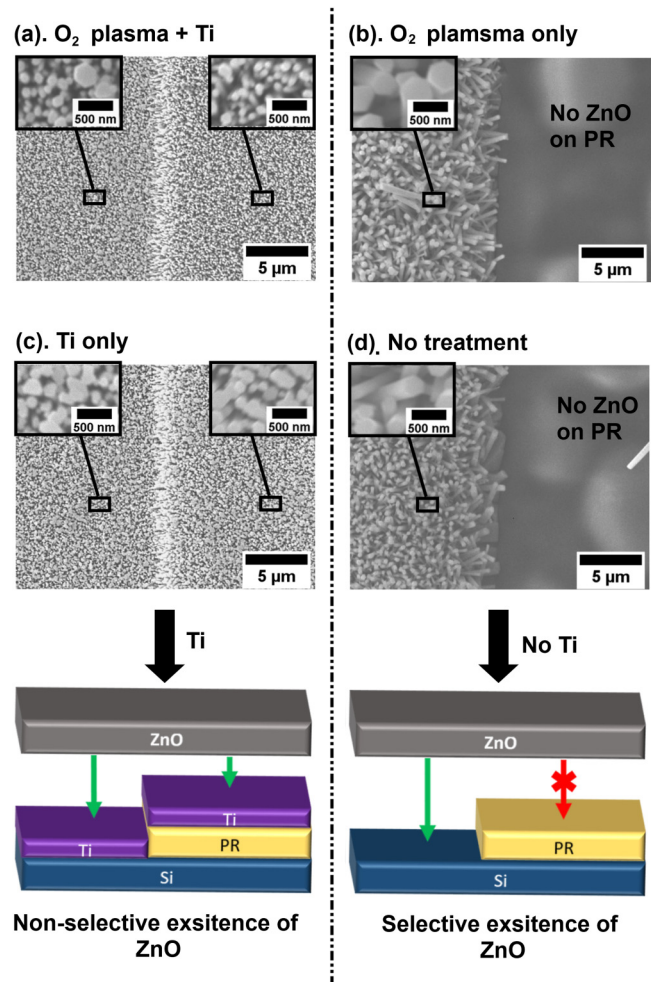 (a). O₂ plasma + Ti
500 nm
500 nm
5 µm
(b). O₂ plamsma only
500 nm
No ZnO
on PR
5 µm
(c). Ti only
500 nm
500 nm
5 µm
(d). No treatment
500 nm
No ZnO
on PR
5 µm
Ti
ZnO
Ti
Ti
PR
Si
Non-selective exsitence of
ZnO
No Ti
ZnO
PR
Si
Selective exsitence of
ZnO